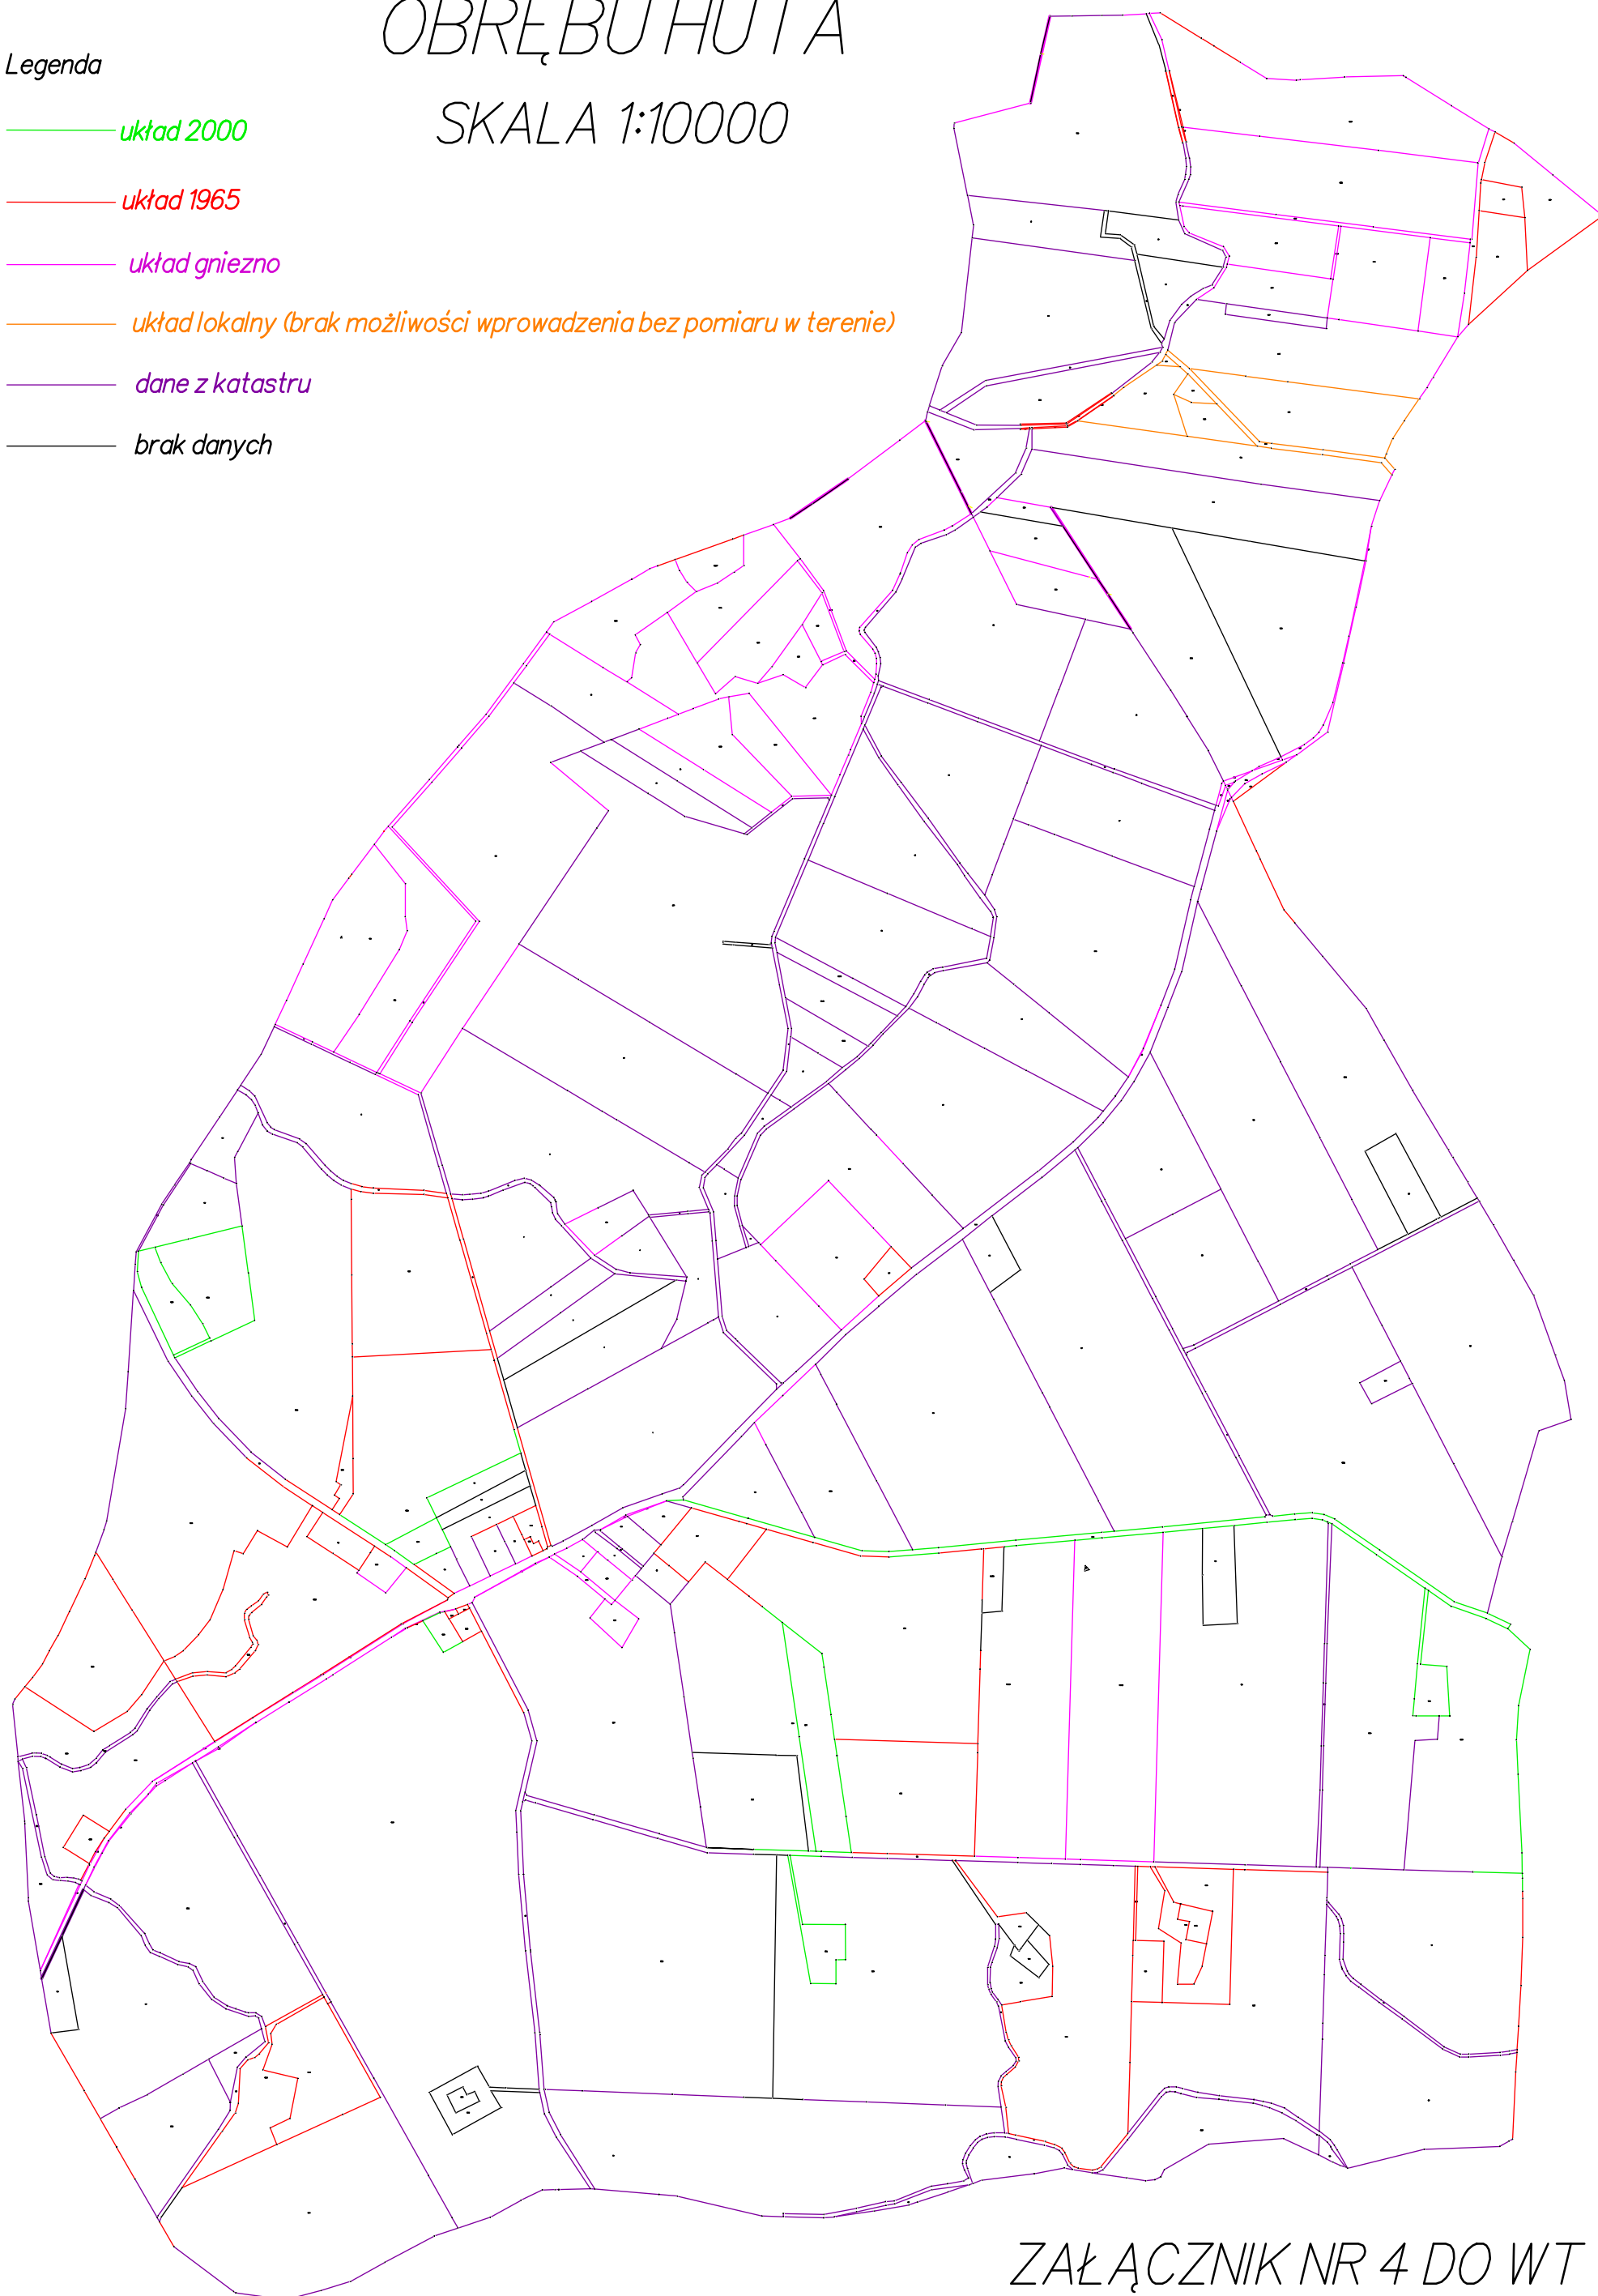 OBRĘBU HUTA
SKALA 1:10000
Legenda
układ 2000
układ 1965
układ gniezno
układ lokalny (brak możliwości wprowadzenia bez pomiaru w terenie)
dane z katastru
brak danych
ZAŁĄCZNIK NR 4 DO WT